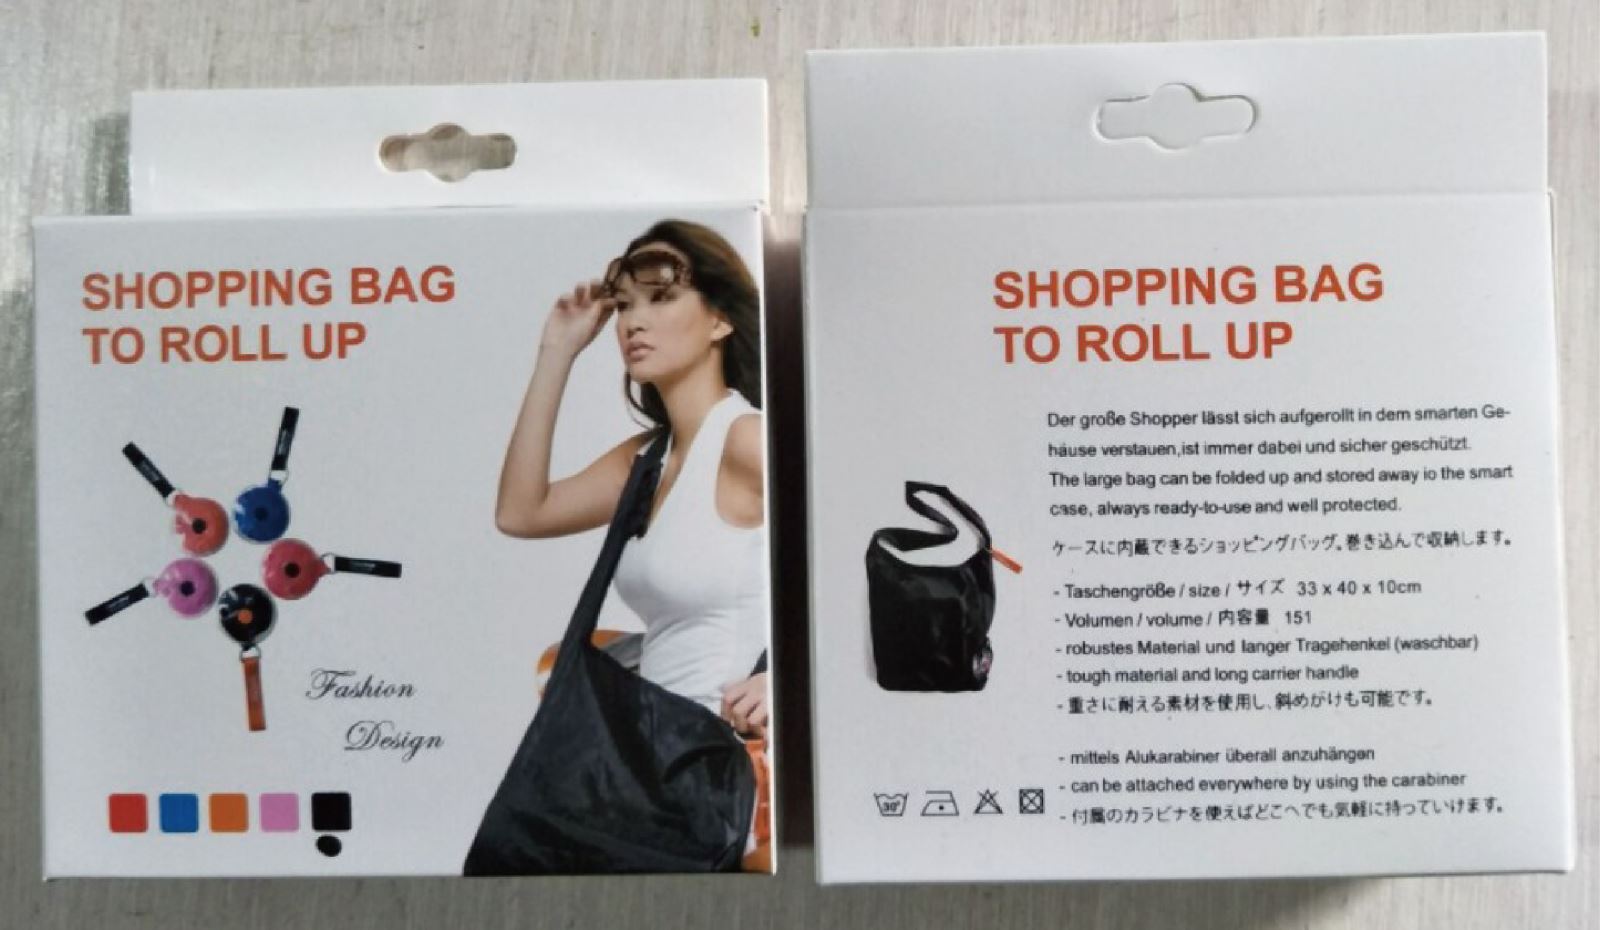 SHOPPING BAG
TO ROLL UP
Fashion
Design
SHOPPING BAG
TO ROLL UP
Der große Shopper lässt sich aufgerollt in dem smarten Ge-
häuse verstauen,ist immer dabei und sicher geschützt.
The large bag can be folded up and stored away io the smart
case, always ready-to-use and well protected.
ケースに内蔵できるショッピングバッグ。巻き込んで収納します。
- Taschengröße / size / サイズ 33 x 40 x 10cm
- Volumen / volume / 内容量 151
- robustes Material und langer Tragehenkel (waschbar)
- tough material and long carrier handle
- 重さに耐える素材を使用し、斜めがけも可能です。
- mittels Alukarabiner überall anzuhängen
- can be attached everywhere by using the carabiner
- 付属のカラビナを使えばどこへでも気軽に持っていけます。
30°